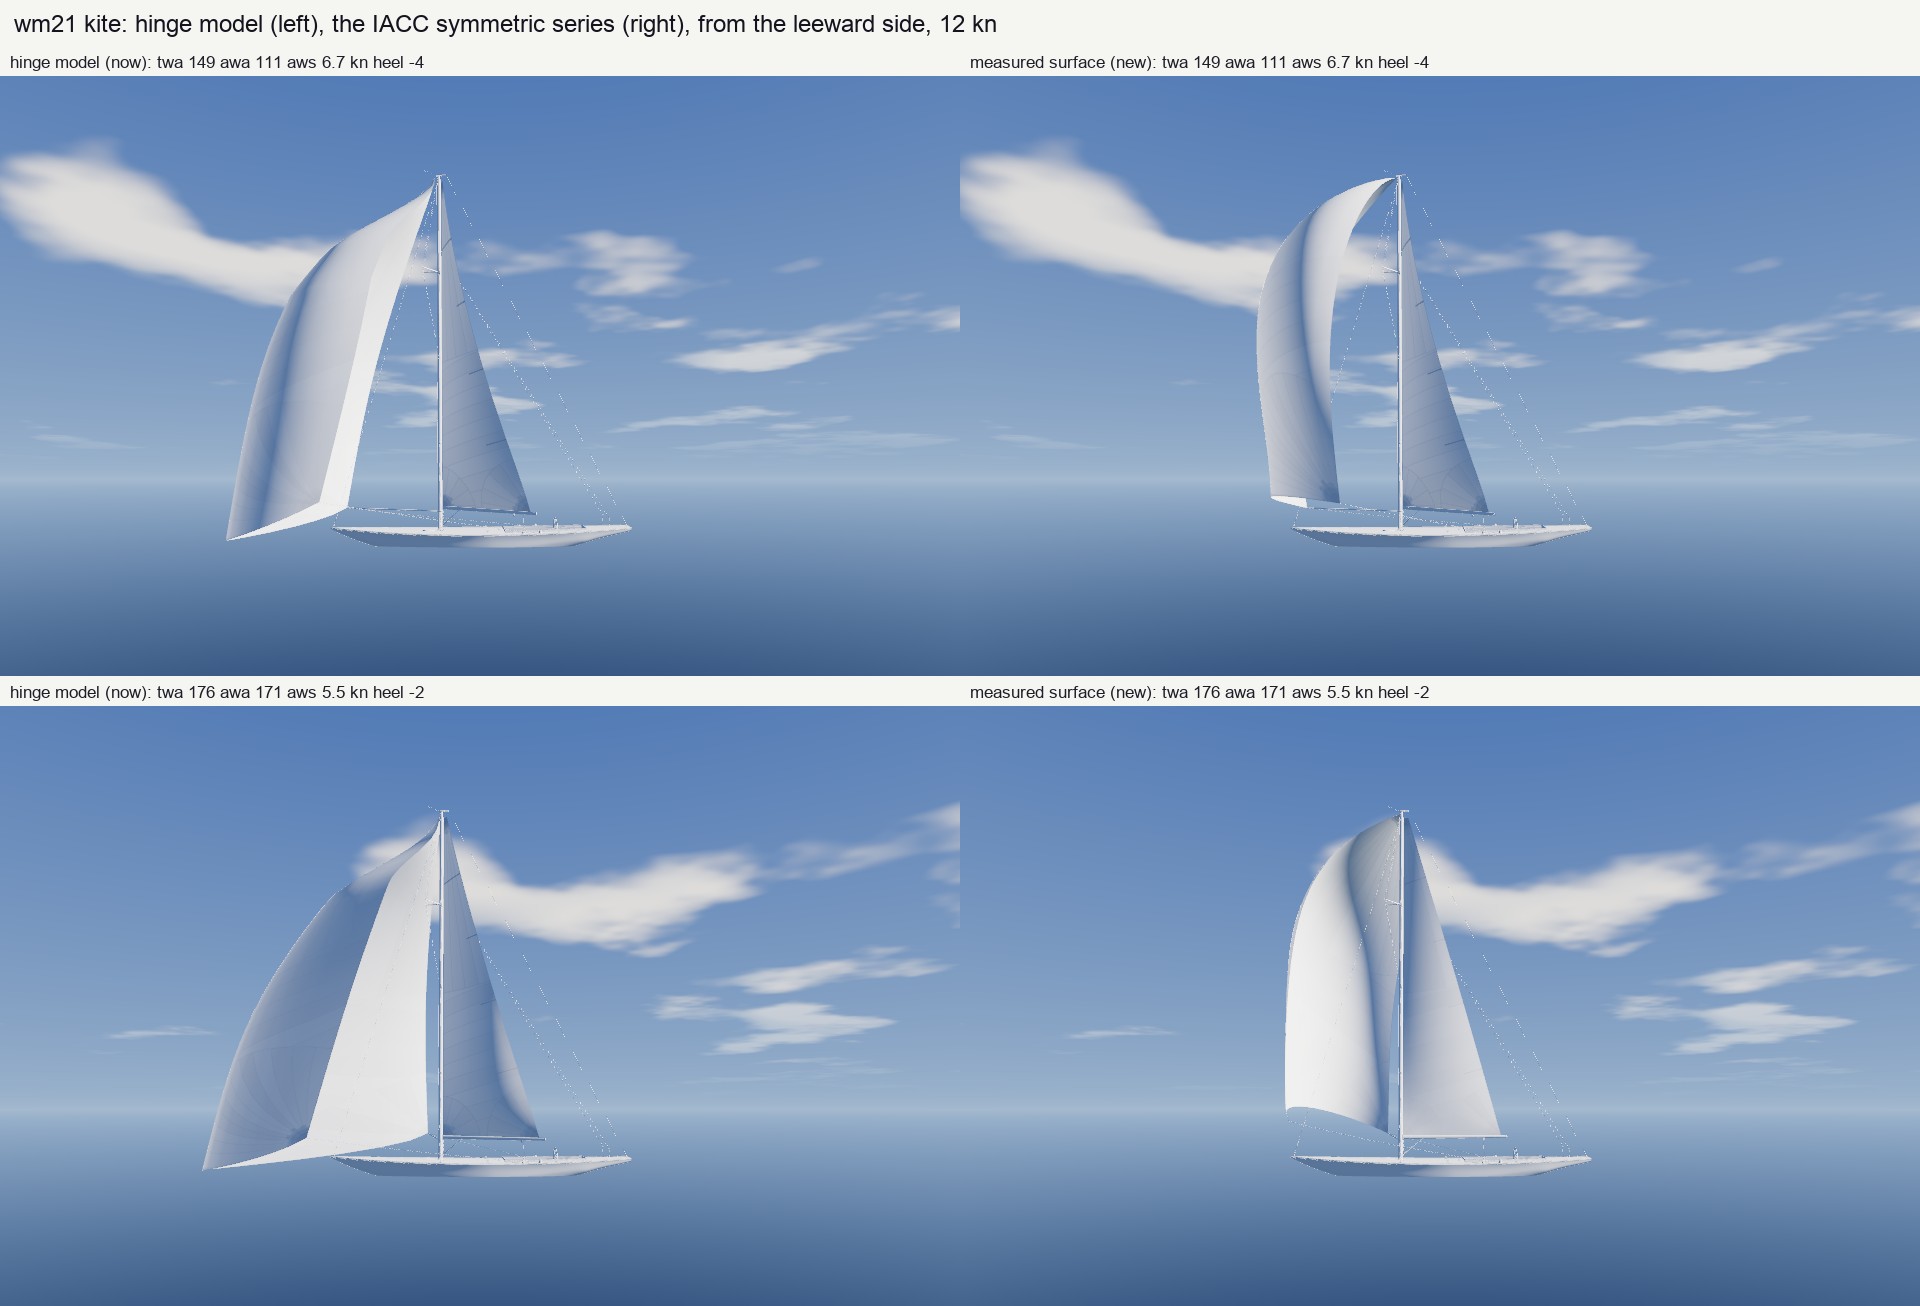 wm21 kite: hinge model (left), the IACC symmetric series (right), from the leeward side, 12 kn
hinge model (now): twa 149 awa 111 aws 6.7 kn heel -4
measured surface (new): twa 149 awa 111 aws 6.7 kn heel -4
hinge model (now): twa 176 awa 171 aws 5.5 kn heel -2
measured surface (new): twa 176 awa 171 aws 5.5 kn heel -2